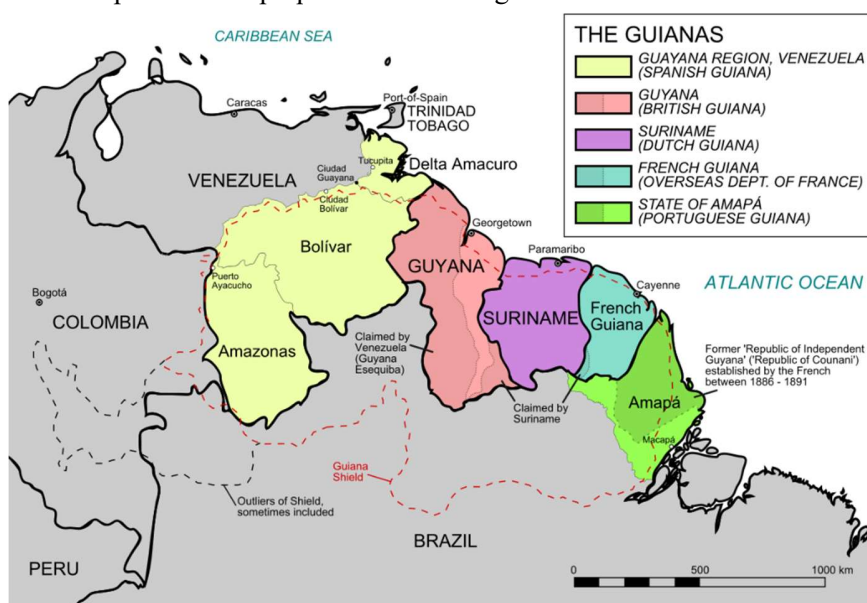 CARIBBEAN SEA
THE GUIANAS
GUAYANA REGION, VENEZUELA
(SPANISH GUIANA)
GUYANA
(BRITISH GUIANA)
SURINAME
(DUTCH GUIANA)
FRENCH GUIANA
(OVERSEAS DEPT. OF FRANCE)
STATE OF AMAPÁ
(PORTUGUESE GUIANA)
Caracas
Port-of-Spain
TRINIDAD
TOBAGO
Tucupita
Delta Amacuro
Ciudad
Guayana
VENEZUELA
Ciudad
Bolívar
Bolívar
Georgetown
GUYANA
Paramaribo
Puerto
Ayacucho
Bogotá
Cayenne
ATLANTIC OCEAN
COLOMBIA
SURINAME
French
Guiana
Claimed by
Venezuela
(Guyana
Esequiba)
Amazonas
Former 'Republic of Independent
Guyana' ('Republic of Counani')
established by the French
between 1886 - 1891
Claimed by
Suriname
Amapá
Macapá
Guiana
Shield
Outliers of Shield,
sometimes included
BRAZIL
PERU
0
500
1000 km